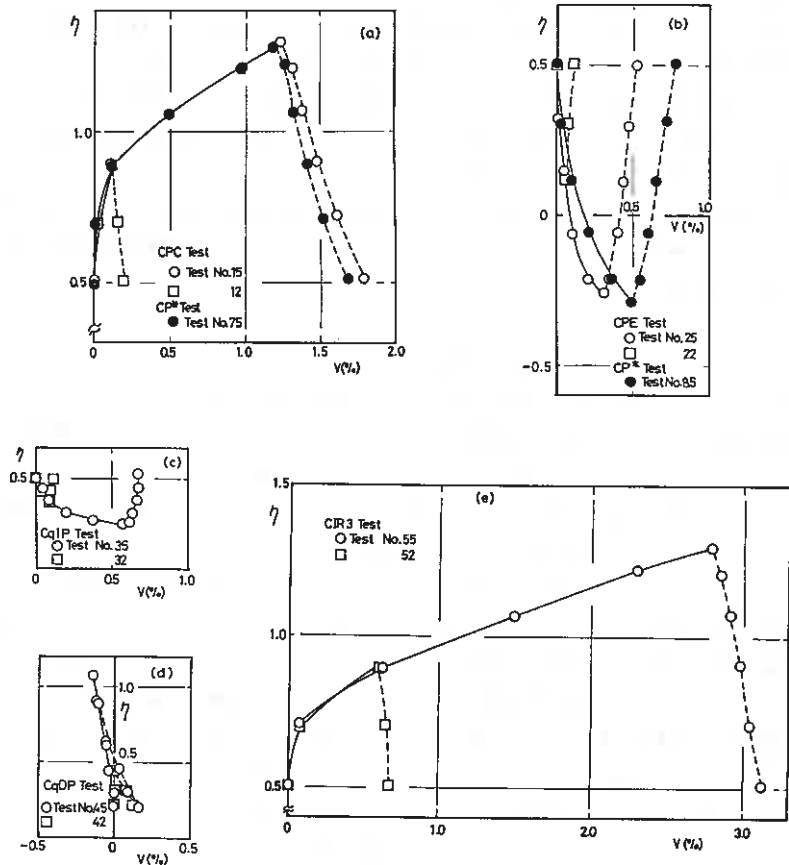 η
(a)
1.0
0.5
CPC Test
Test No.15
12
CP* Test
Test No.75
0
0.5
1.0
1.5
2.0
V(%)
η
(b)
0.5
0
0.5
1.0
V(%)
-0.5
CPE Test
Test No.25
22
CP* Test
Test No.85
η
(c)
0.5
CqIP Test
Test No.35
32
0
0.5
1.0
V(%)
(d)
1.0
η
0.5
CqDP Test
Test No.45
42
-0.5
0
0.5
V(%)
1.5
η
(e)
CIR3 Test
Test No.55
52
1.0
0.5
0
1.0
2.0
3.0
V(%)